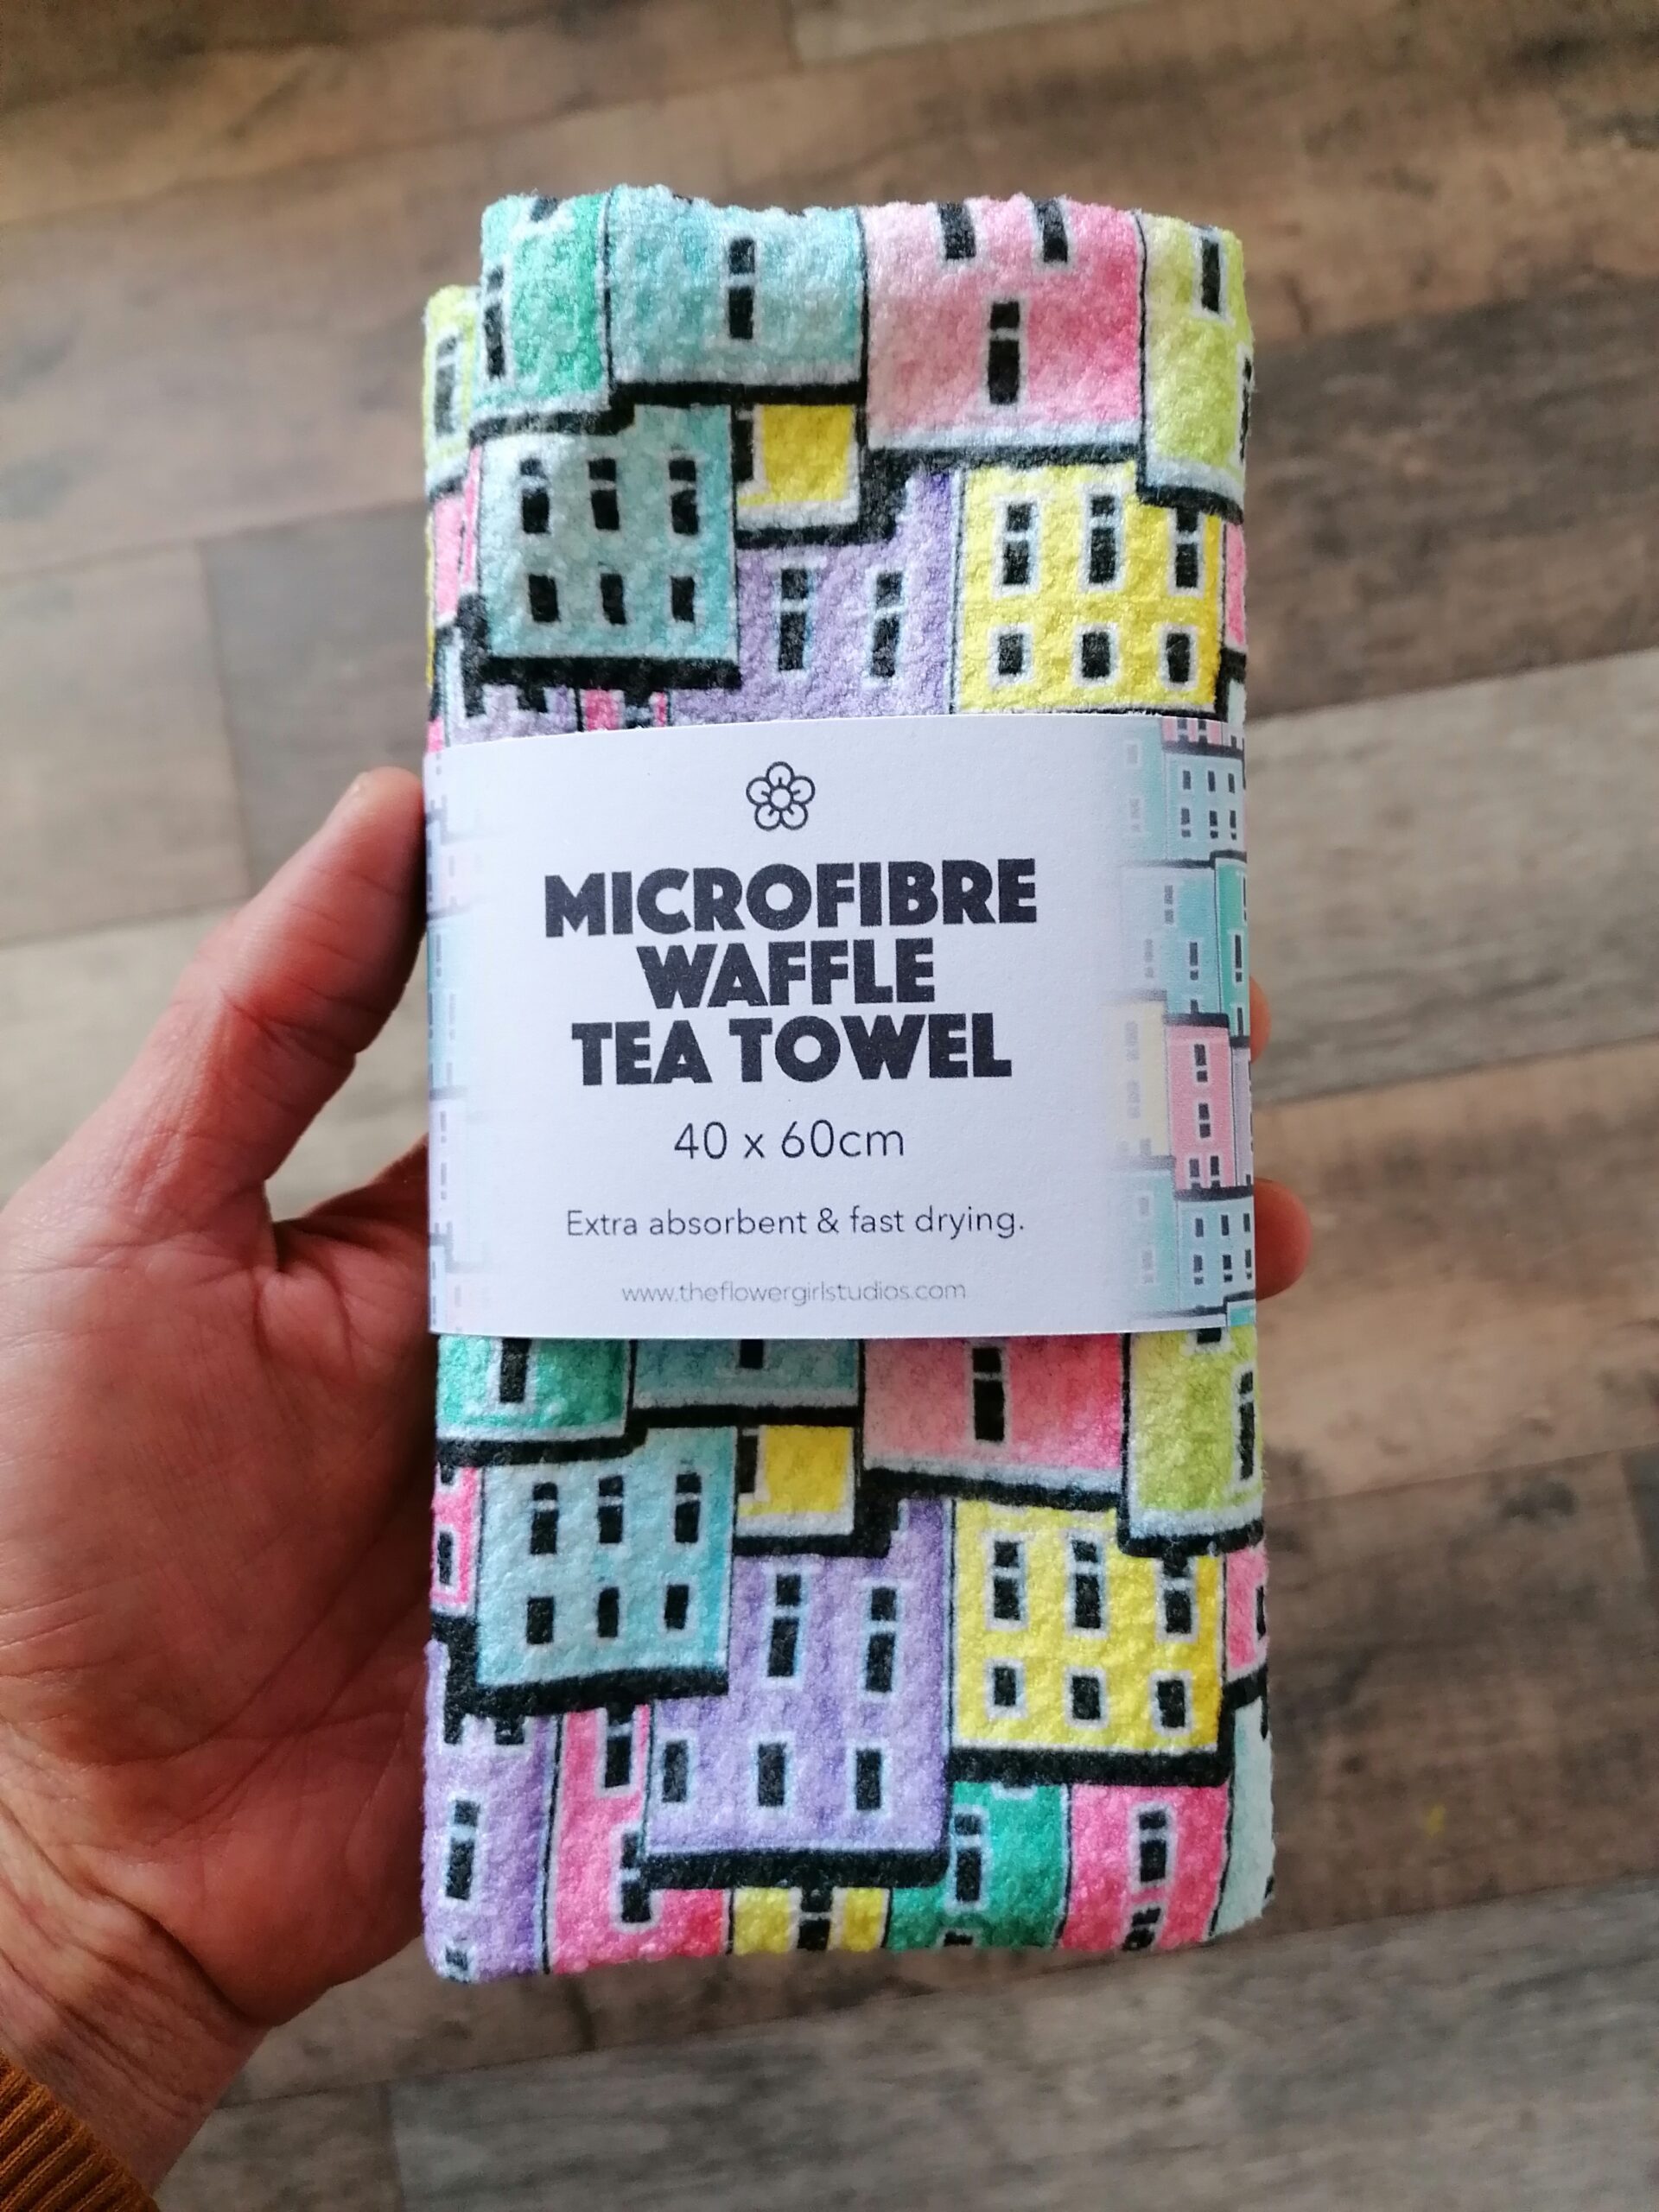 MICROFIBRE
WAFFLE
TEA TOWEL
40 x 60cm
Extra absorbent & fast drying.
www.theflowergirlstudios.com